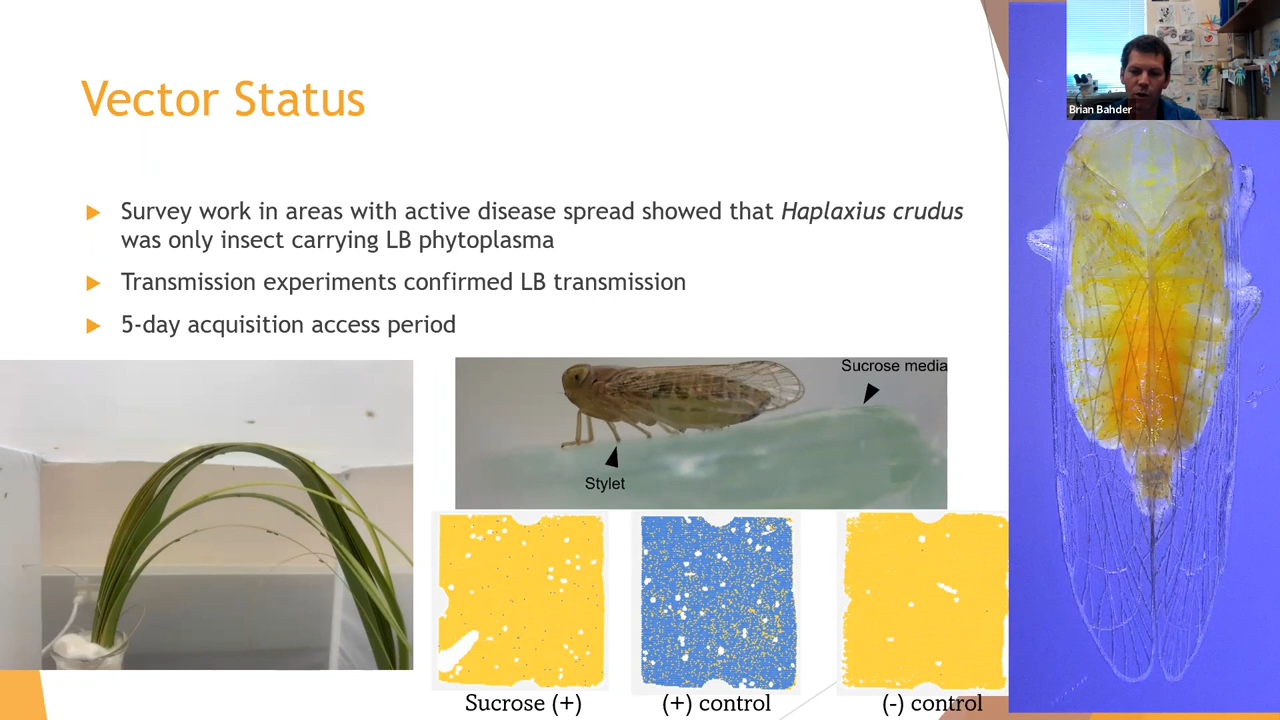 Brian Bahder
Vector Status
Survey work in areas with active disease spread showed that Haplaxius crudus
was only insect carrying LB phytoplasma
Transmission experiments confirmed LB transmission
5-day acquisition access period
Sucrose media
Stylet
Sucrose (+)
(+) control
(-) control